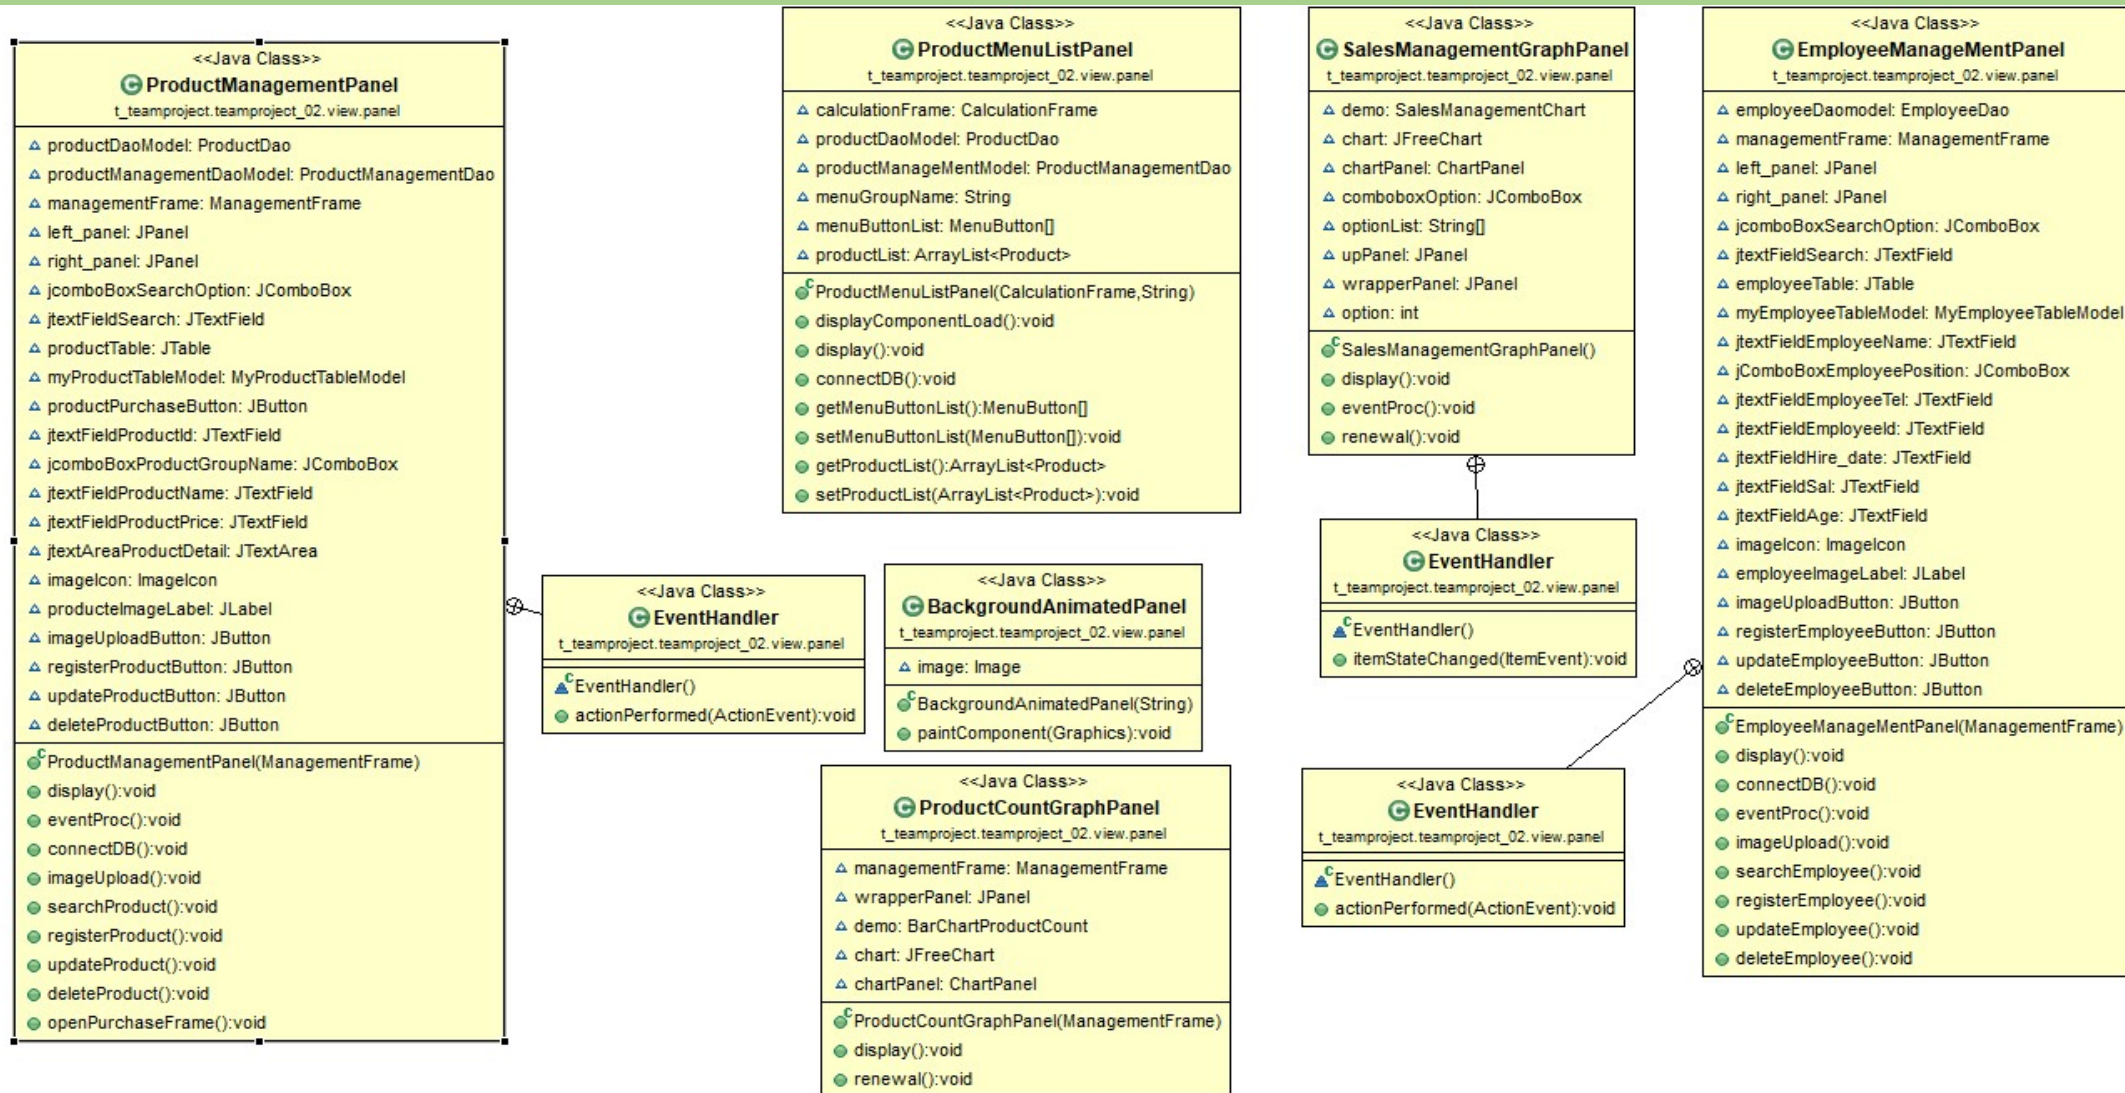 <<Java Class>>
ProductManagementPanel
t_teamproject.teamproject_02.view.panel
productDaoModel: ProductDao
productManagementDaoModel: ProductManagementDao
managementFrame: ManagementFrame
left_panel: JPanel
right_panel: JPanel
jcomboBoxSearchOption: JComboBox
jtextFieldSearch: JTextField
productTable: JTable
myProductTableModel: MyProductTableModel
productPurchaseButton: JButton
jtextFieldProductId: JTextField
jcomboBoxProductGroupName: JComboBox
jtextFieldProductName: JTextField
jtextFieldProductPrice: JTextField
jtextAreaProductDetail: JTextArea
imageIcon: ImageIcon
producteImageLabel: JLabel
imageUploadButton: JButton
registerProductButton: JButton
updateProductButton: JButton
deleteProductButton: JButton
ProductManagementPanel(ManagementFrame)
display():void
eventProc():void
connectDB():void
imageUpload():void
searchProduct():void
registerProduct():void
updateProduct():void
deleteProduct():void
openPurchaseFrame():void
<<Java Class>>
EventHandler
t_teamproject.teamproject_02.view.panel
EventHandler()
actionPerformed(ActionEvent):void
<<Java Class>>
ProductMenuListPanel
t_teamproject.teamproject_02.view.panel
calculationFrame: CalculationFrame
productDaoModel: ProductDao
productManageMentModel: ProductManagementDao
menuGroupName: String
menuButtonList: MenuButton[]
productList: ArrayList<Product>
ProductMenuListPanel(CalculationFrame,String)
displayComponentLoad():void
display():void
connectDB():void
getMenuButtonList():MenuButton[]
setMenuButtonList(MenuButton[]):void
getProductList():ArrayList<Product>
setProductList(ArrayList<Product>):void
<<Java Class>>
BackgroundAnimatedPanel
t_teamproject.teamproject_02.view.panel
image: Image
BackgroundAnimatedPanel(String)
paintComponent(Graphics):void
<<Java Class>>
ProductCountGraphPanel
t_teamproject.teamproject_02.view.panel
managementFrame: ManagementFrame
wrapperPanel: JPanel
demo: BarChartProductCount
chart: JFreeChart
chartPanel: ChartPanel
ProductCountGraphPanel(ManagementFrame)
display():void
renewal():void
<<Java Class>>
SalesManagementGraphPanel
t_teamproject.teamproject_02.view.panel
demo: SalesManagementChart
chart: JFreeChart
chartPanel: ChartPanel
comboboxOption: JComboBox
optionList: String[]
upPanel: JPanel
wrapperPanel: JPanel
option: int
SalesManagementGraphPanel()
display():void
eventProc():void
renewal():void
<<Java Class>>
EventHandler
t_teamproject.teamproject_02.view.panel
EventHandler()
itemStateChanged(ItemEvent):void
<<Java Class>>
EventHandler
t_teamproject.teamproject_02.view.panel
EventHandler()
actionPerformed(ActionEvent):void
<<Java Class>>
EmployeeManageMentPanel
t_teamproject.teamproject_02.view.panel
employeeDaomodel: EmployeeDao
managementFrame: ManagementFrame
left_panel: JPanel
right_panel: JPanel
jcomboBoxSearchOption: JComboBox
jtextFieldSearch: JTextField
employeeTable: JTable
myEmployeeTableModel: MyEmployeeTableModel
jtextFieldEmployeeName: JTextField
jComboBoxEmployeePosition: JComboBox
jtextFieldEmployeeTel: JTextField
jtextFieldEmployeeId: JTextField
jtextFieldHire_date: JTextField
jtextFieldSal: JTextField
jtextFieldAge: JTextField
imageIcon: ImageIcon
employeeImageLabel: JLabel
imageUploadButton: JButton
registerEmployeeButton: JButton
updateEmployeeButton: JButton
deleteEmployeeButton: JButton
EmployeeManageMentPanel(ManagementFrame)
display():void
connectDB():void
eventProc():void
imageUpload():void
searchEmployee():void
registerEmployee():void
updateEmployee():void
deleteEmployee():void